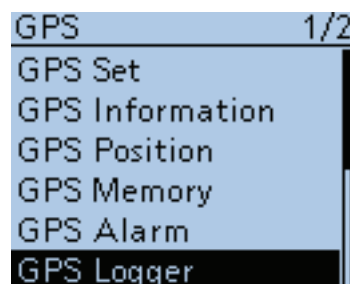 GPS 1/2
GPS Set
GPS Information
GPS Position
GPS Memory
GPS Alarm
GPS Logger